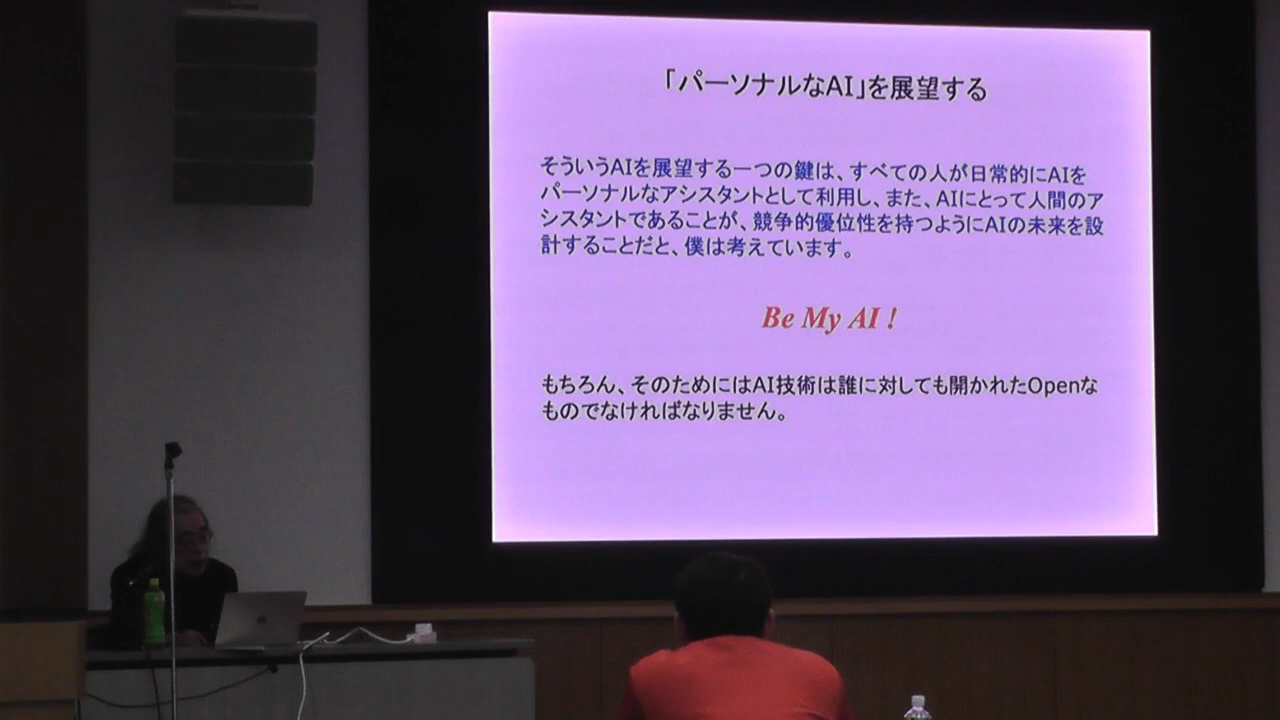 「パーソナルなAI」を展望する
そういうAIを展望する一つの鍵は、すべての人が日常的にAIを
パーソナルなアシスタントとして利用し、また、AIにとって人間のア
シスタントであることが、競争的優位性を持つようにAIの未来を設
計することだと、僕は考えています。
Be My AI !
もちろん、そのためにはAI技術は誰に対しても開かれたOpenな
ものでなければなりません。